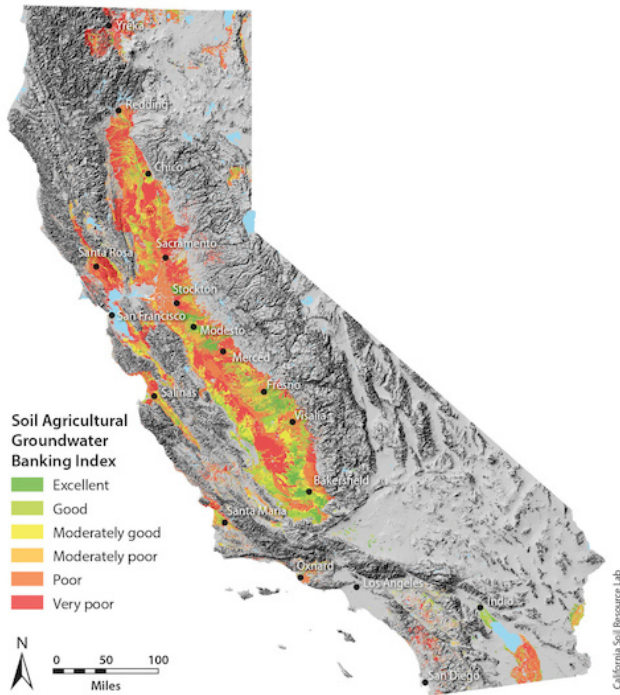 Yreka
Redding
Chico
Sacramento
Santa Rosa
Stockton
San Francisco
Modesto
Merced
Fresno
Salinas
Visalia
Soil Agricultural
Groundwater
Banking Index
Excellent
Good
Moderately good
Moderately poor
Poor
Very poor
Bakersheld
Santa Maria
Oxnard
Los Angeles
Indio
San Diego
N
0 50 100
Miles
California Soil Resource Lab